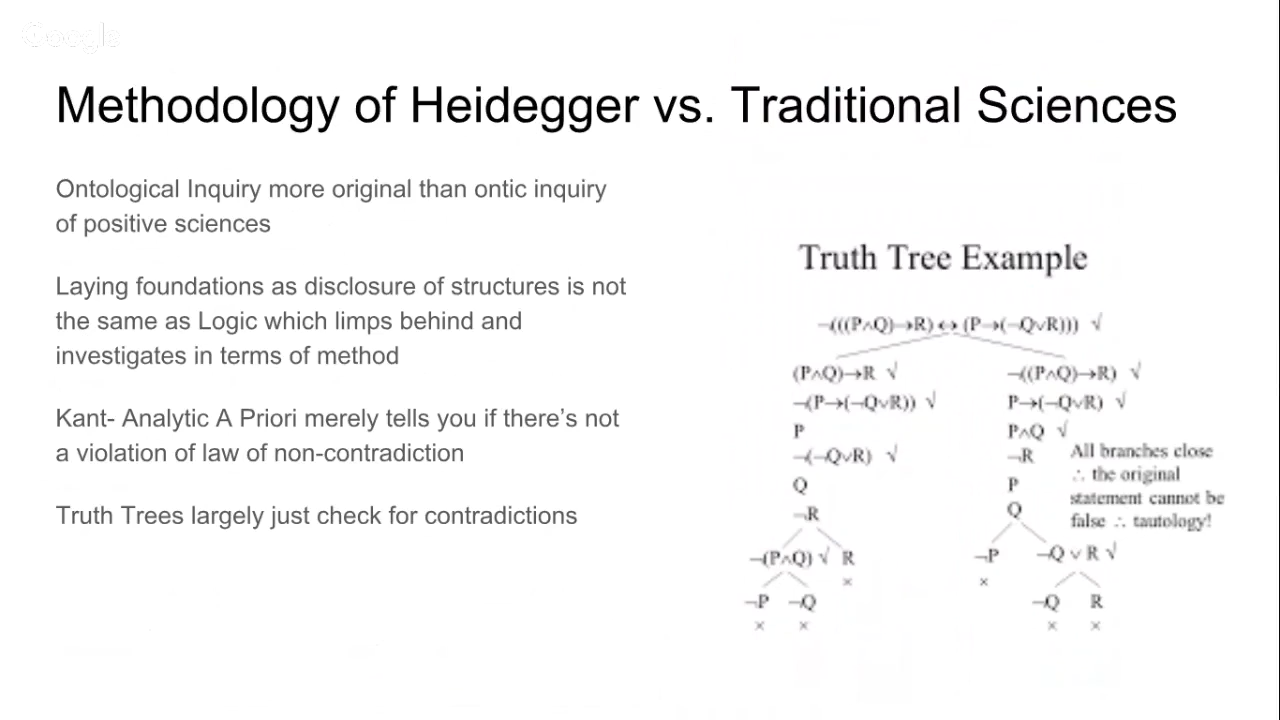 Google
Methodology of Heidegger vs. Traditional Sciences
Ontological Inquiry more original than ontic inquiry
of positive sciences
Laying foundations as disclosure of structures is not
the same as Logic which limps behind and
investigates in terms of method
Kant- Analytic A Priori merely tells you if there’s not
a violation of law of non-contradiction
Truth Trees largely just check for contradictions
Truth Tree Example
¬(((P∧Q)→R)↔(P→(¬Q∨R))) √
(P∧Q)→R √
¬(P→(¬Q∨R)) √
P
¬(¬Q∨R) √
Q
¬R
¬(P∧Q) √ R
×
¬P ¬Q
× ×
¬((P∧Q)→R) √
P→(¬Q∨R) √
P∧Q √
¬R
P
Q
¬P ¬Q ∨ R √
×
¬Q R
× ×
All branches close
∴ the original
statement cannot be
false ∴ tautology!